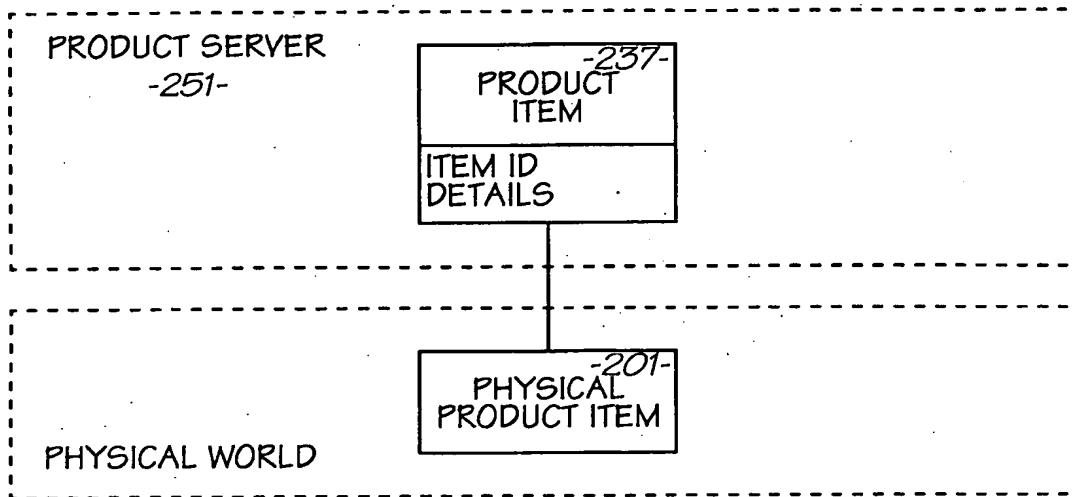 PRODUCT SERVER
-251-
-237-
PRODUCT
ITEM
ITEM ID
DETAILS
-201-
PHYSICAL
PRODUCT ITEM
PHYSICAL WORLD